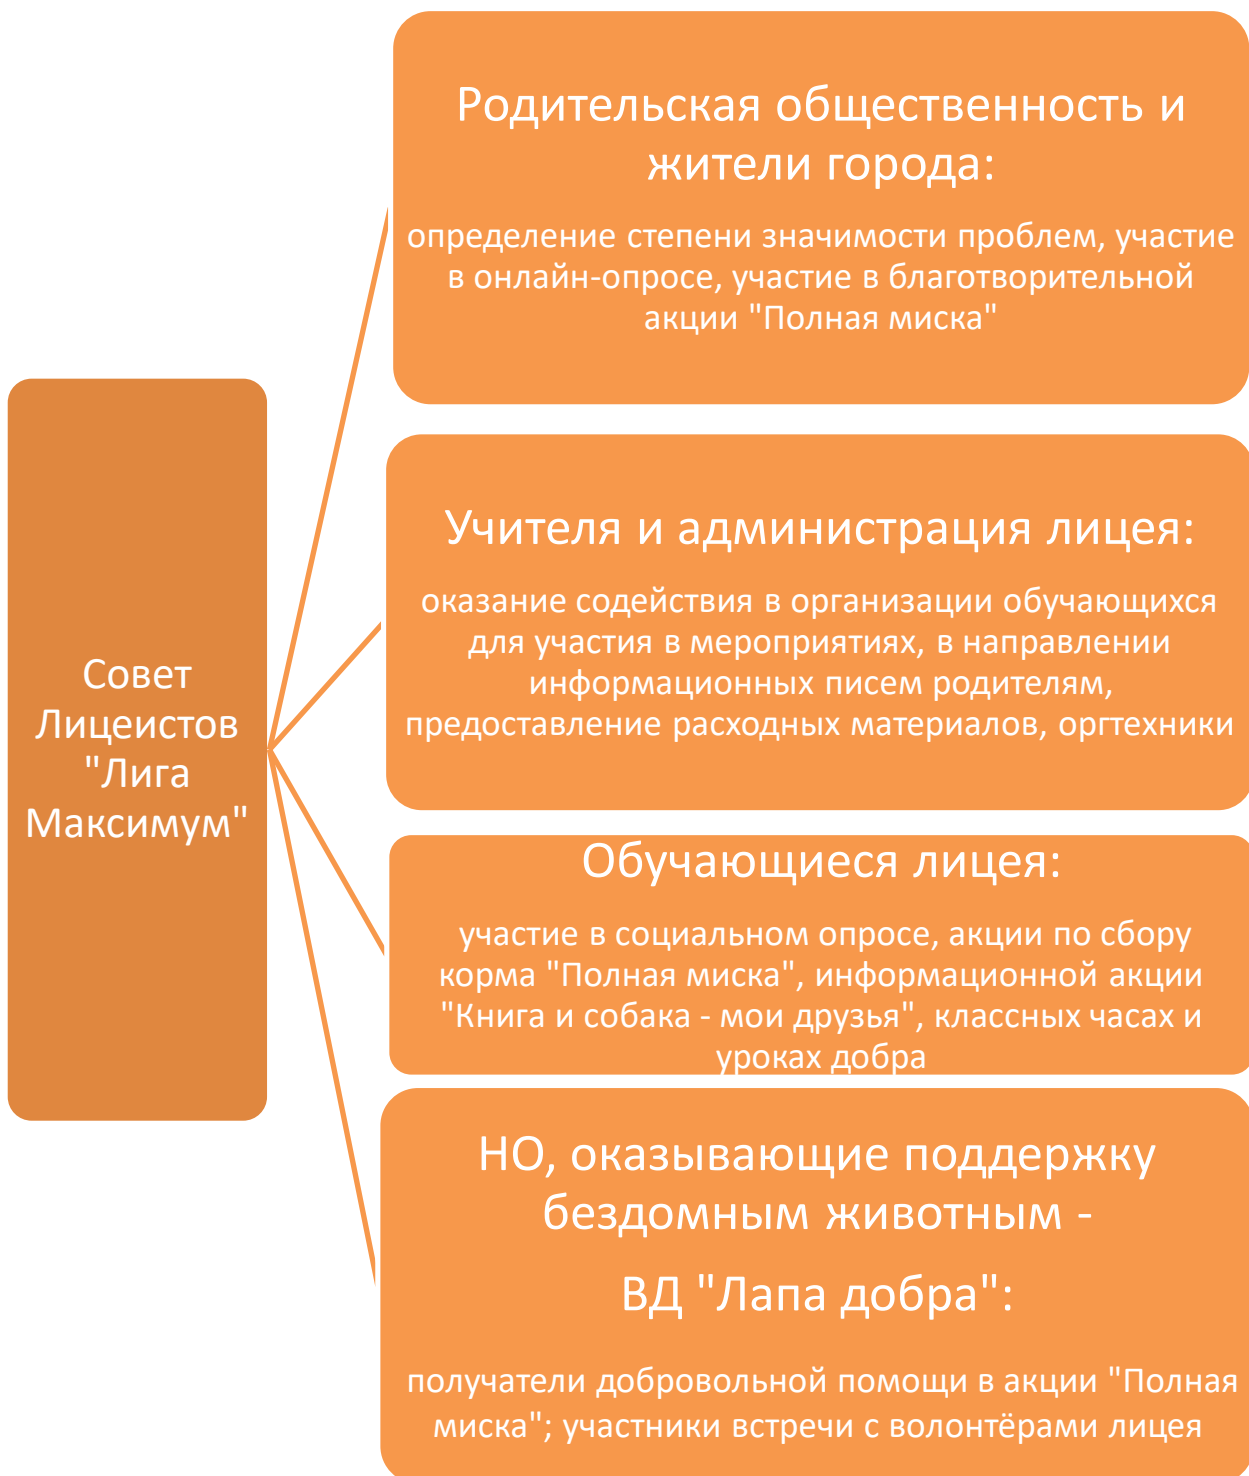 Родительская общественность и
жители города:
определение степени значимости проблем, участие
в онлайн-опросе, участие в благотворительной
акции "Полная миска"
Учителя и администрация лицея:
оказание содействия в организации обучающихся
для участия в мероприятиях, в направлении
информационных писем родителям,
предоставление расходных материалов, оргтехники
Совет
Лицеистов
"Лига
Максимум"
Обучающиеся лицея:
участие в социальном опросе, акции по сбору
корма "Полная миска", информационной акции
"Книга и собака - мои друзья", классных часах и
уроках добра
НО, оказывающие поддержку
бездомным животным -
ВД "Лапа добра":
получатели добровольной помощи в акции "Полная
миска"; участники встречи с волонтёрами лицея